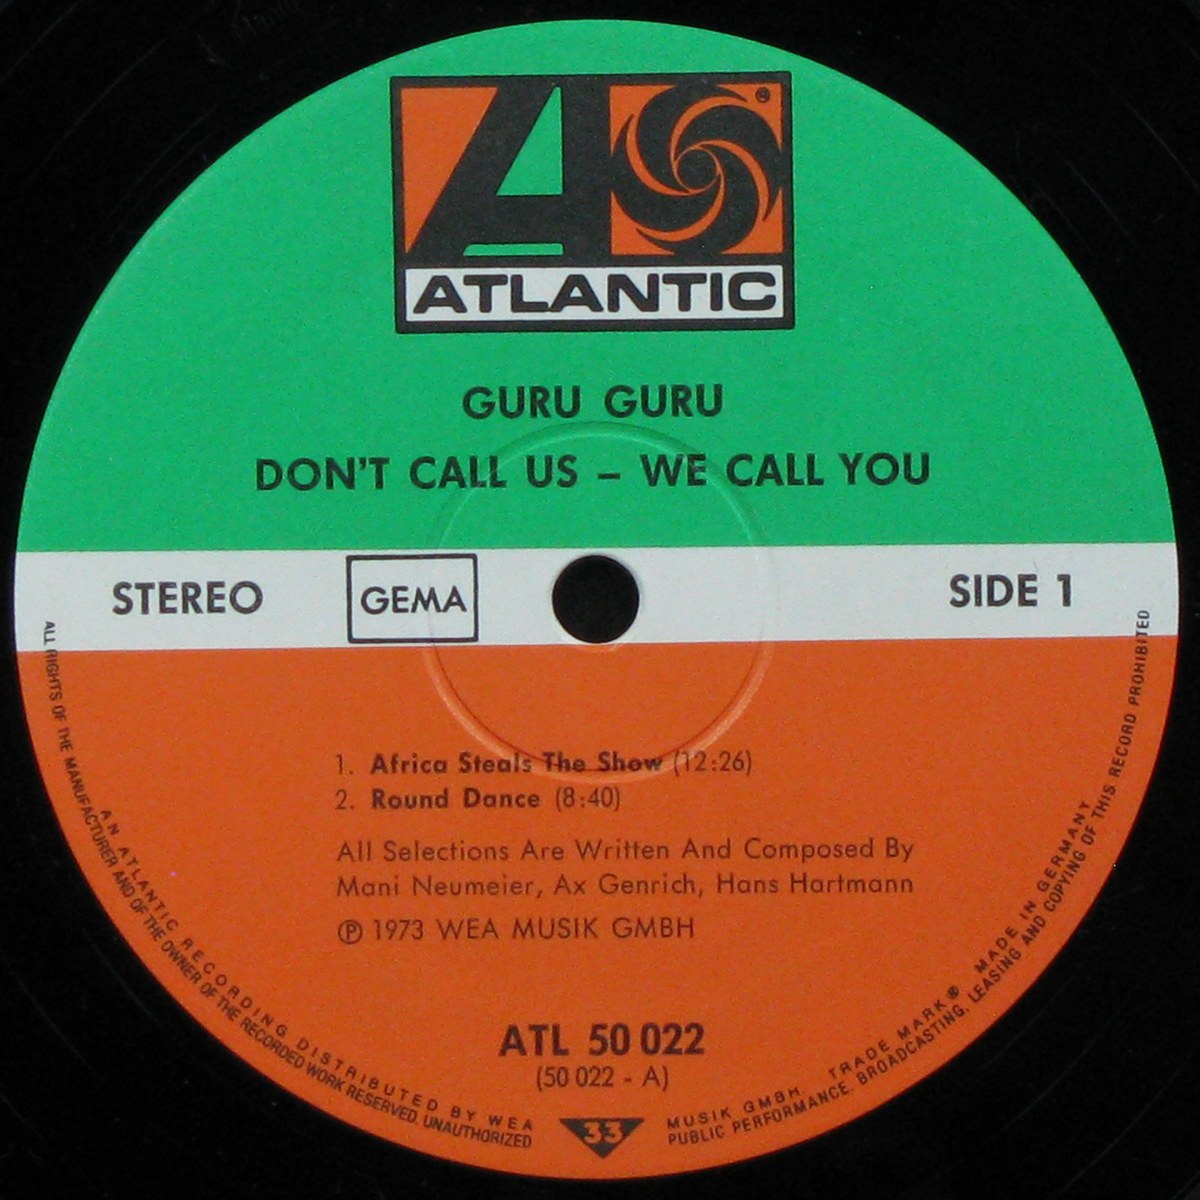 ATLANTIC
GURU GURU
DON'T CALL US – WE CALL YOU
STEREO
GEMA
SIDE 1
1. Africa Steals The Show (12:26)
2. Round Dance (8:40)
All Selections Are Written And Composed By
Mani Neumeier, Ax Genrich, Hans Hartmann
℗ 1973 WEA MUSIK GMBH
ATL 50 022
(50 022 - A)
33
AN ATLANTIC RECORDING DISTRIBUTED BY WEA MUSIK GMBH. TRADE MARK ® MADE IN GERMANY
ALL RIGHTS OF THE MANUFACTURER AND OF THE OWNER OF THE RECORDED WORK RESERVED. UNAUTHORIZED PUBLIC PERFORMANCE. BROADCASTING. LEASING AND COPYING OF THIS RECORD PROHIBITED